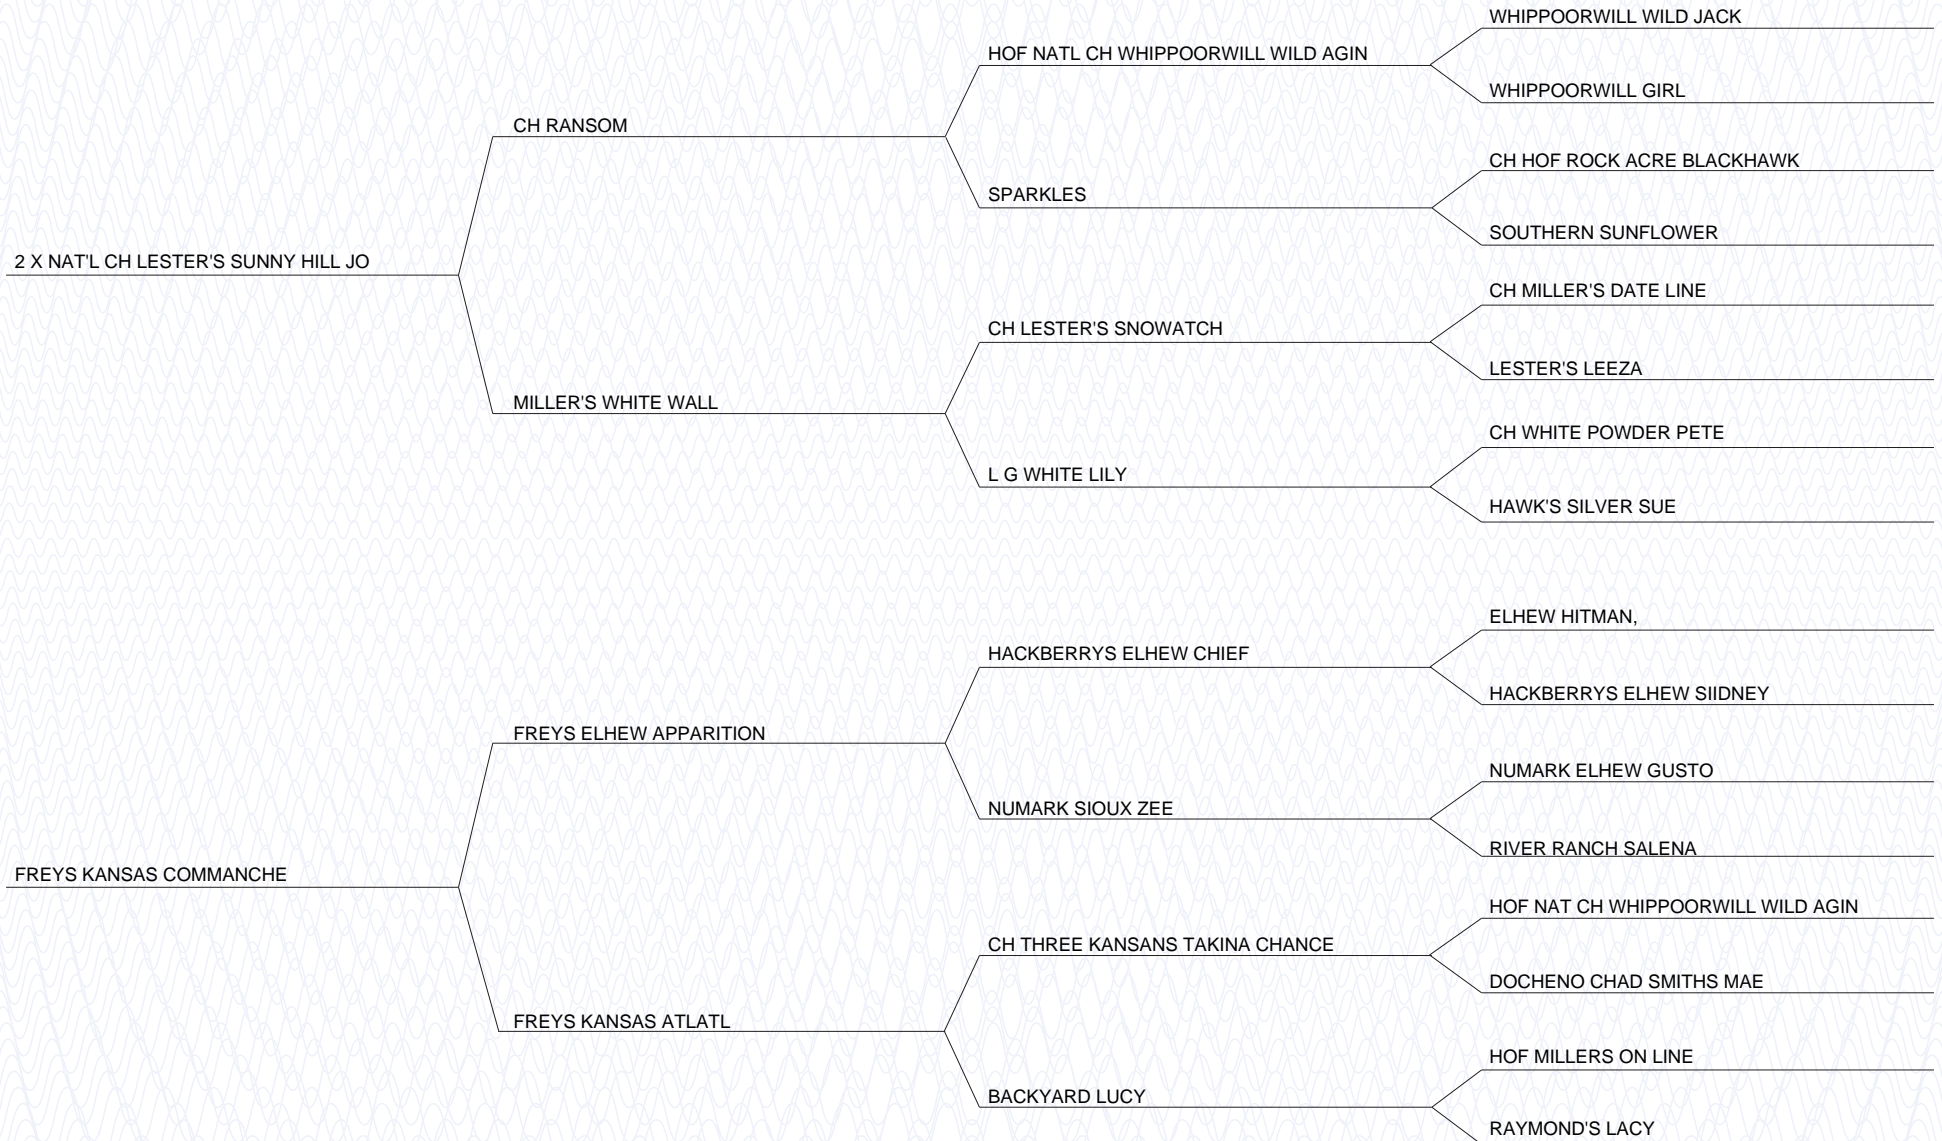 2 X NAT'L CH LESTER'S SUNNY HILL JO
CH RANSOM
HOF NATL CH WHIPPOORWILL WILD AGIN
WHIPPOORWILL WILD JACK
WHIPPOORWILL GIRL
SPARKLES
CH HOF ROCK ACRE BLACKHAWK
SOUTHERN SUNFLOWER
MILLER'S WHITE WALL
CH LESTER'S SNOWATCH
CH MILLER'S DATE LINE
LESTER'S LEEZA
L G WHITE LILY
CH WHITE POWDER PETE
HAWK'S SILVER SUE
FREYS KANSAS COMMANCHE
FREYS ELHEW APPARITION
HACKBERRYS ELHEW CHIEF
ELHEW HITMAN,
HACKBERRYS ELHEW SIIDNEY
NUMARK SIOUX ZEE
NUMARK ELHEW GUSTO
RIVER RANCH SALENA
FREYS KANSAS ATLATL
CH THREE KANSANS TAKINA CHANCE
HOF NAT CH WHIPPOORWILL WILD AGIN
DOCHENO CHAD SMITHS MAE
BACKYARD LUCY
HOF MILLERS ON LINE
RAYMOND'S LACY